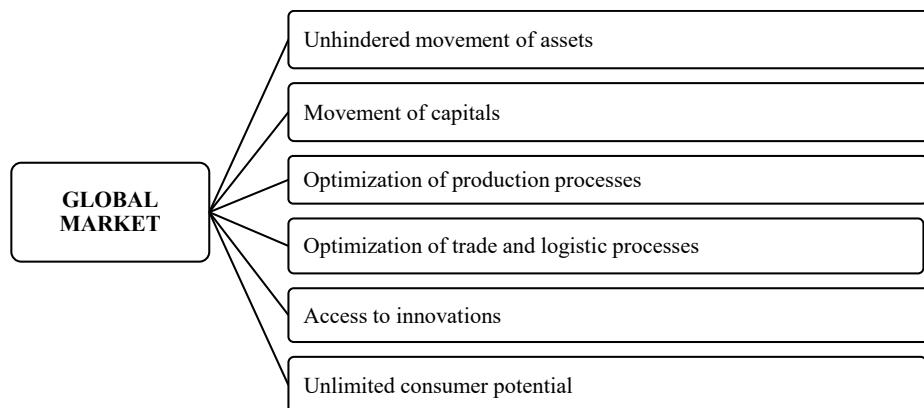 Unhindered movement of assets
Movement of capitals
GLOBAL
MARKET
Optimization of production processes
Optimization of trade and logistic processes
Access to innovations
Unlimited consumer potential